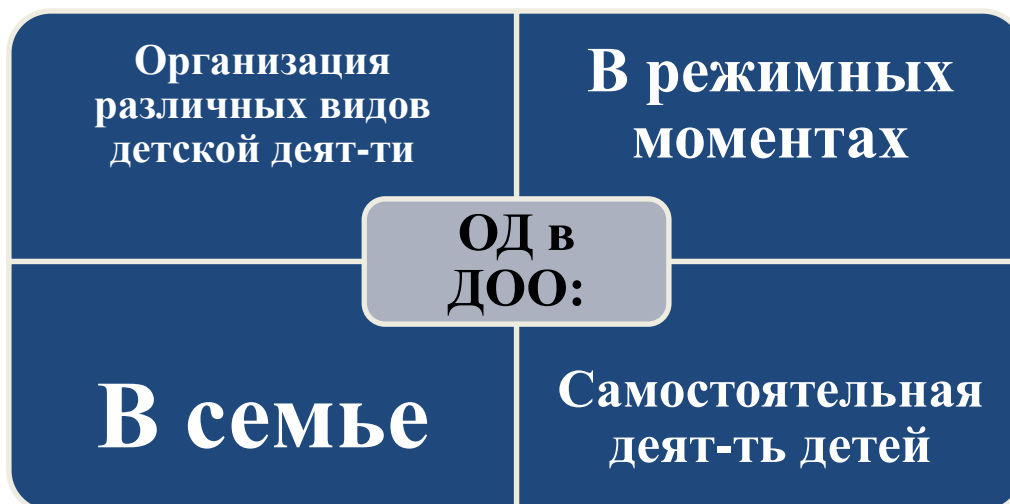 Организация
различных видов
детской деят-ти
В режимных
моментах
ОД в
ДОО:
В семье
Самостоятельная
деят-ть детей